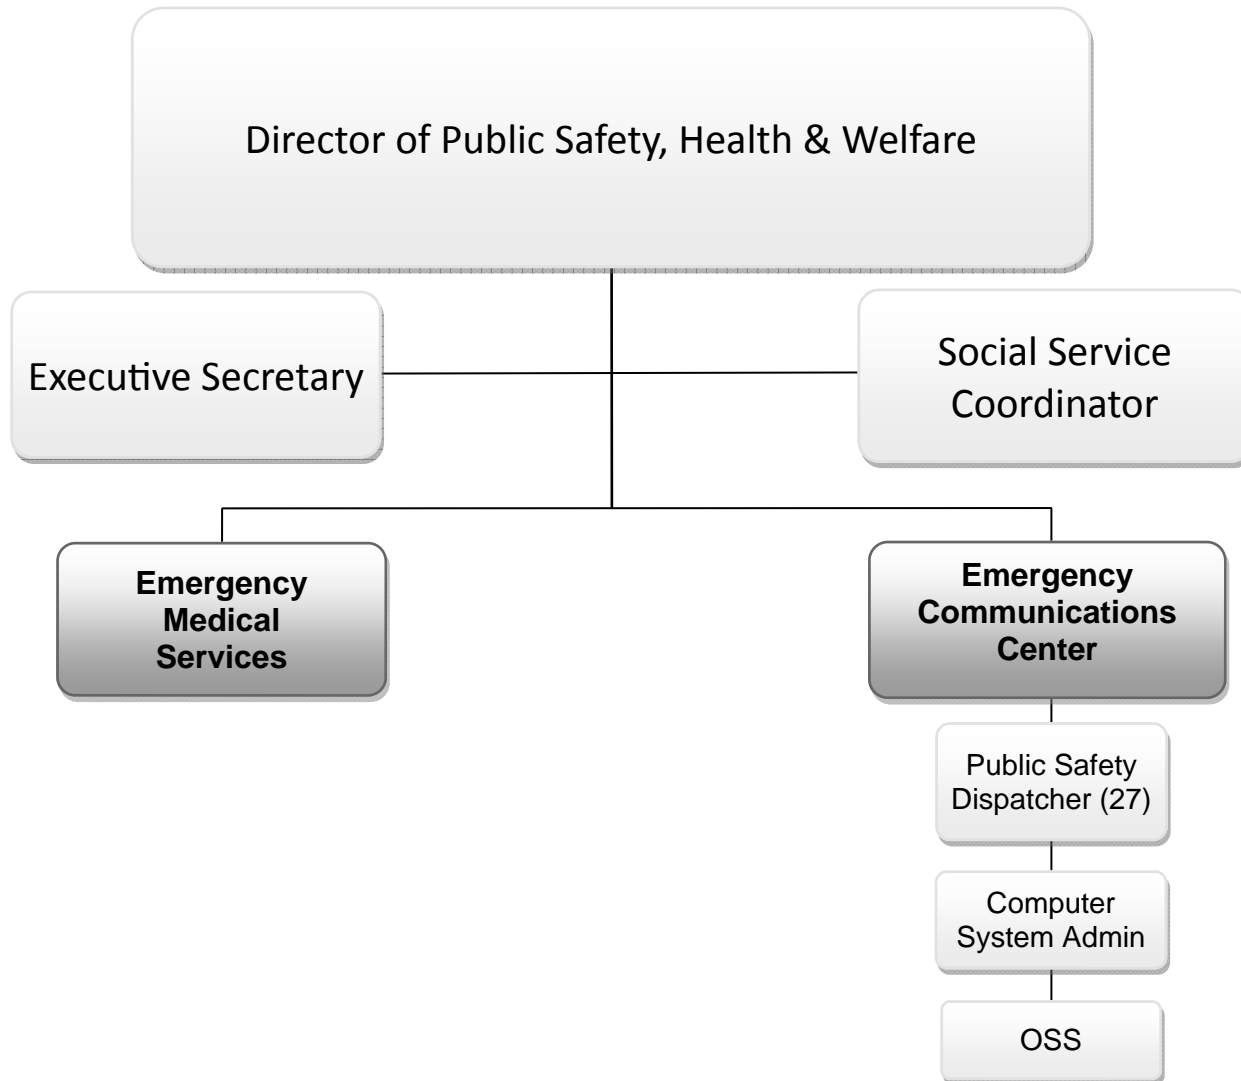 Director of Public Safety, Health & Welfare
Executive Secretary
Social Service
Coordinator
Emergency
Medical
Services
Emergency
Communications
Center
Public Safety
Dispatcher (27)
Computer
System Admin
OSS